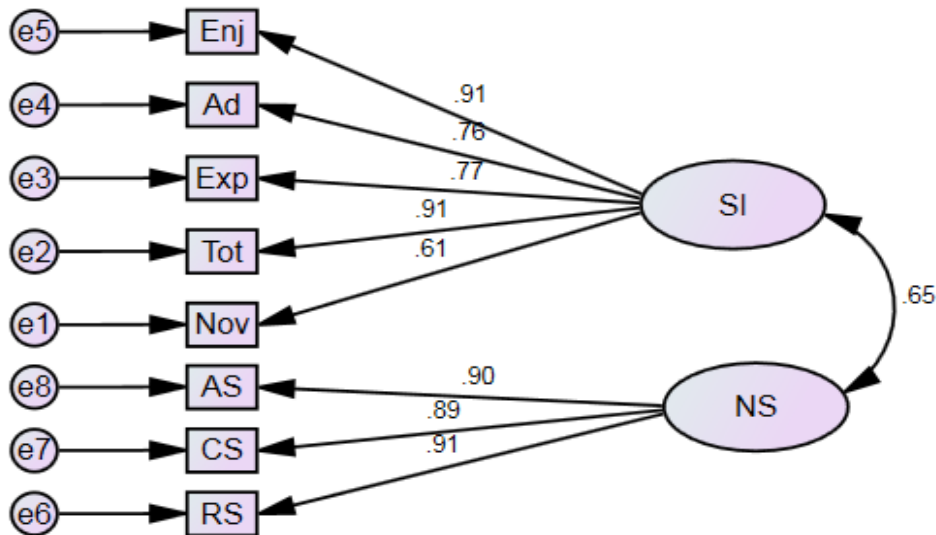 e5 Enj
.91
e4 Ad
.76
e3 Exp
.77
SI
.91
e2 Tot
.61
.65
e1 Nov
e8 AS
.90
NS
.89
e7 CS
.91
e6 RS